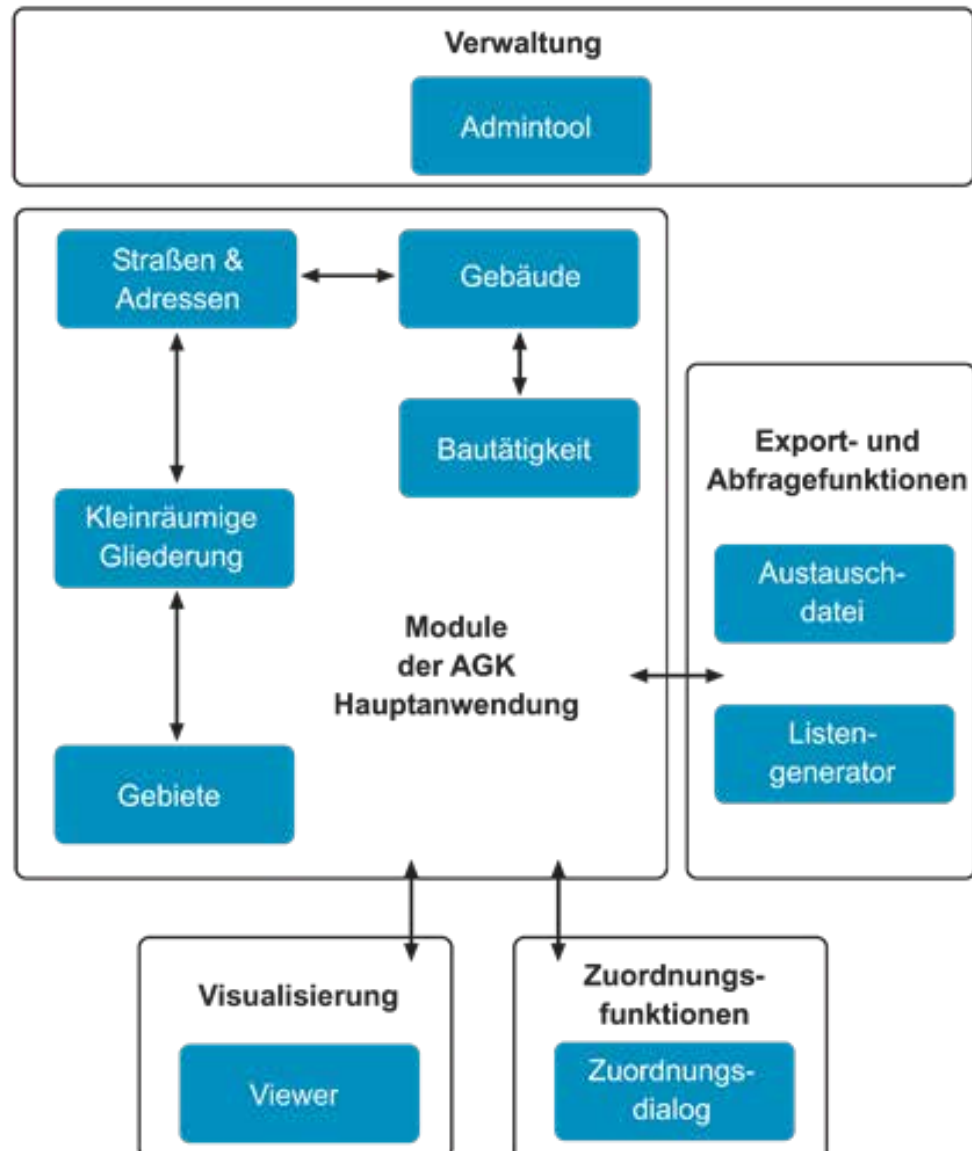 Verwaltung
Admintool
Straßen &
Adressen
Gebäude
Bautätigkeit
Kleinräumige
Gliederung
Gebiete
Module
der AGK
Hauptanwendung
Export- und
Abfragefunktionen
Austausch-
datei
Listen-
generator
Visualisierung
Viewer
Zuordnungs-
funktionen
Zuordnungs-
dialog